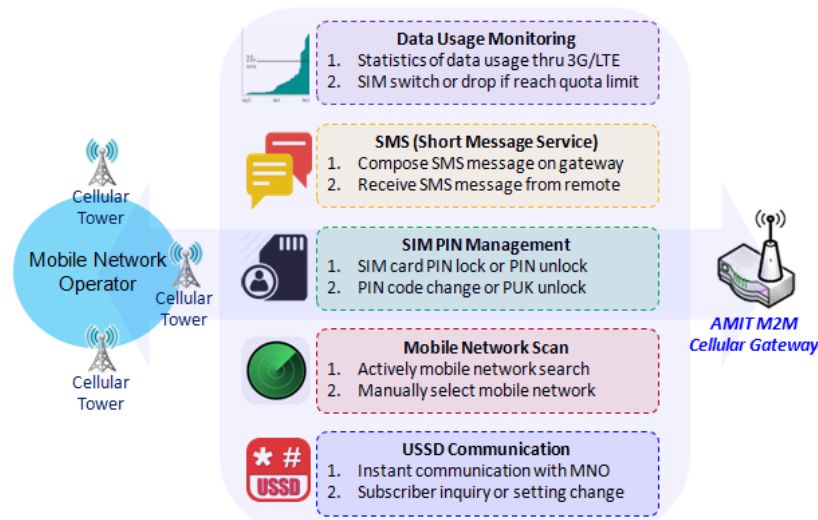 Data Usage Monitoring
1. Statistics of data usage thru 3G/LTE
2. SIM switch or drop if reach quota limit
SMS (Short Message Service)
1. Compose SMS message on gateway
2. Receive SMS message from remote
Cellular
Tower
Mobile Network
Operator
Cellular
Tower
Cellular
Tower
SIM PIN Management
1. SIM card PIN lock or PIN unlock
2. PIN code change or PUK unlock
AMIT M2M
Cellular Gateway
Mobile Network Scan
1. Actively mobile network search
2. Manually select mobile network
* #
USSD
USSD Communication
1. Instant communication with MNO
2. Subscriber inquiry or setting change